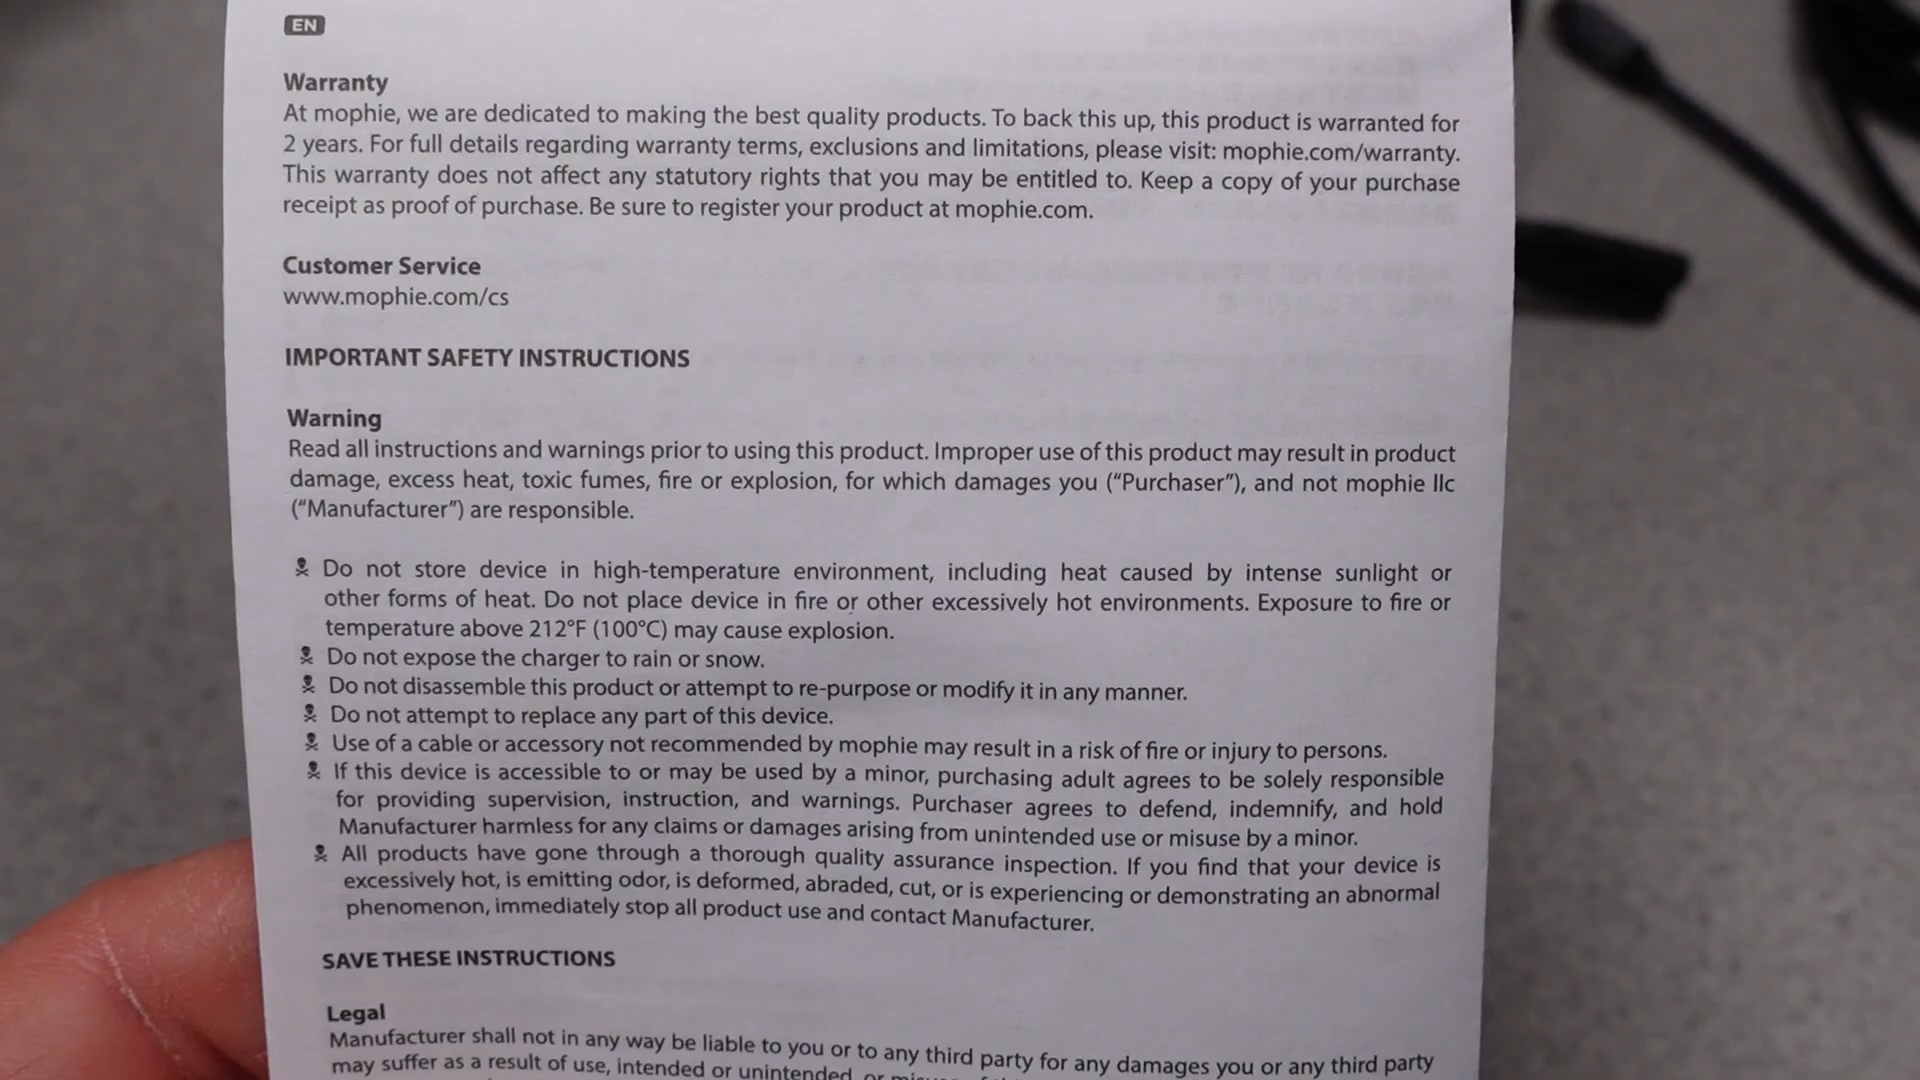 EN
Warranty
At mophie, we are dedicated to making the best quality products. To back this up, this product is warranted for
2 years. For full details regarding warranty terms, exclusions and limitations, please visit: mophie.com/warranty.
This warranty does not affect any statutory rights that you may be entitled to. Keep a copy of your purchase
receipt as proof of purchase. Be sure to register your product at mophie.com.
Customer Service
www.mophie.com/cs
IMPORTANT SAFETY INSTRUCTIONS
Warning
Read all instructions and warnings prior to using this product. Improper use of this product may result in product
damage, excess heat, toxic fumes, fire or explosion, for which damages you (“Purchaser”), and not mophie llc
(“Manufacturer”) are responsible.
Do not store device in high-temperature environment, including heat caused by intense sunlight or
other forms of heat. Do not place device in fire or other excessively hot environments. Exposure to fire or
temperature above 212°F (100°C) may cause explosion.
Do not expose the charger to rain or snow.
Do not disassemble this product or attempt to re-purpose or modify it in any manner.
Do not attempt to replace any part of this device.
Use of a cable or accessory not recommended by mophie may result in a risk of fire or injury to persons.
If this device is accessible to or may be used by a minor, purchasing adult agrees to be solely responsible
for providing supervision, instruction, and warnings. Purchaser agrees to defend, indemnify, and hold
Manufacturer harmless for any claims or damages arising from unintended use or misuse by a minor.
All products have gone through a thorough quality assurance inspection. If you find that your device is
excessively hot, is emitting odor, is deformed, abraded, cut, or is experiencing or demonstrating an abnormal
phenomenon, immediately stop all product use and contact Manufacturer.
SAVE THESE INSTRUCTIONS
Legal
Manufacturer shall not in any way be liable to you or to any third party for any damages you or any third party
may suffer as a result of use, intended or unintended, or